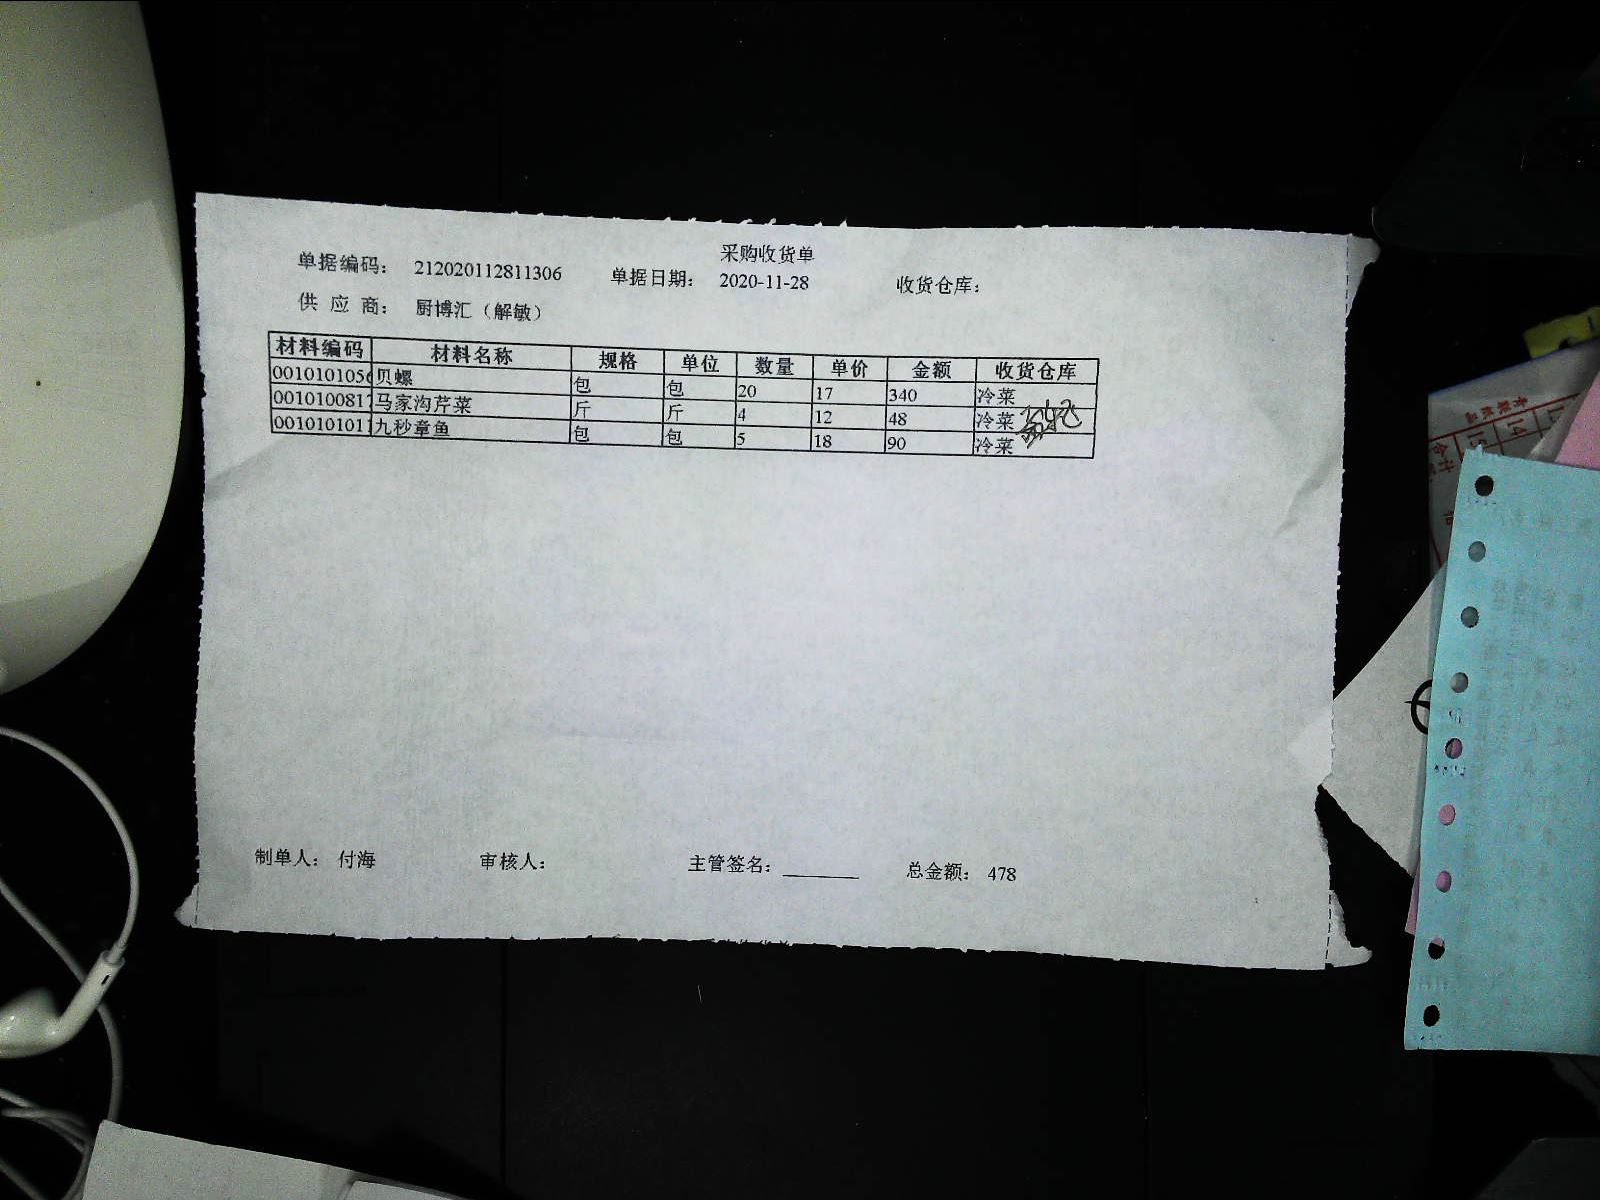 采购收货单
单据编码： 212020112811306 单据日期： 2020-11-28 收货仓库：
供 应 商： 厨博汇（解敏）
材料编码 材料名称 规格 单位 数量 单价 金额 收货仓库
0010101056 贝螺 包 包 20 17 340 冷菜
001010081 马家沟芹菜 斤 斤 4 12 48 冷菜
001010101 九秒章鱼 包 包 5 18 90 冷菜
制单人： 付海 审核人： 主管签名： 总金额： 478